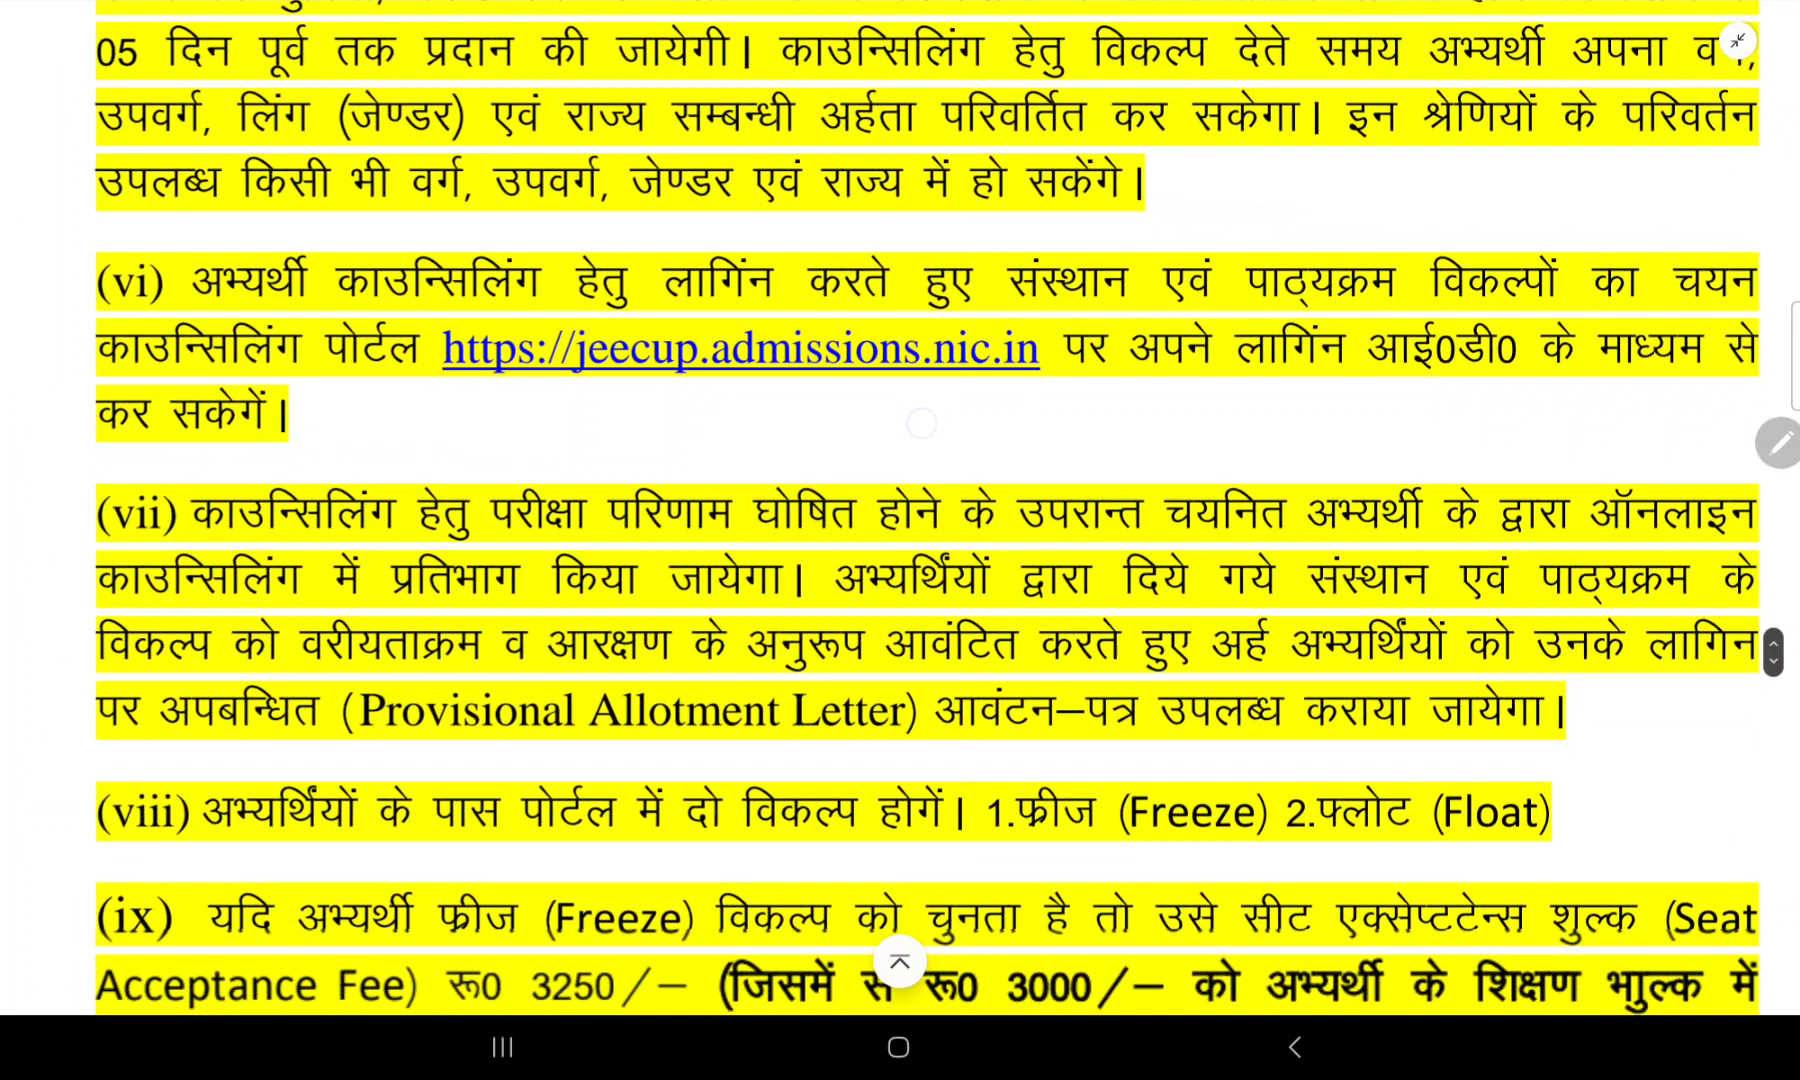 05 दिन पूर्व तक प्रदान की जायेगी। काउन्सिलिंग हेतु विकल्प देते समय अभ्यर्थी अपना
उपवर्ग, लिंग (जेण्डर) एवं राज्य सम्बन्धी अर्हता परिवर्तित कर सकेगा। इन श्रेणियों के परिवर्तन
उपलब्ध किसी भी वर्ग, उपवर्ग, जेण्डर एवं राज्य में हो सकेंगे।
(vi) अभ्यर्थी काउन्सिलिंग हेतु लागिंन करते हुए संस्थान एवं पाठ्यक्रम विकल्पों का चयन
काउन्सिलिंग पोर्टल https://jeecup.admissions.nic.in पर अपने लागिंन आई0डी0 के माध्यम से
कर सकेगें।
(vii) काउन्सिलिंग हेतु परीक्षा परिणाम घोषित होने के उपरान्त चयनित अभ्यर्थी के द्वारा ऑनलाइन
काउन्सिलिंग में प्रतिभाग किया जायेगा। अभ्यर्थियों द्वारा दिये गये संस्थान एवं पाठ्यक्रम के
विकल्प को वरीयताक्रम व आरक्षण के अनुरूप आवंटित करते हुए अर्ह अभ्यर्थियों को उनके लागिन
पर अपबन्धित (Provisional Allotment Letter) आवंटन–पत्र उपलब्ध कराया जायेगा।
(viii) अभ्यर्थियों के पास पोर्टल में दो विकल्प होगें। 1.फ्रीज (Freeze) 2.फ्लोट (Float)
(ix) यदि अभ्यर्थी फ्रीज (Freeze) विकल्प को चुनता है तो उसे सीट एक्सेप्टटेन्स शुल्क (Seat
Acceptance Fee) रू0 3250/– (जिसमें से रू0 3000/– को अभ्यर्थी के शिक्षण भाुल्क में